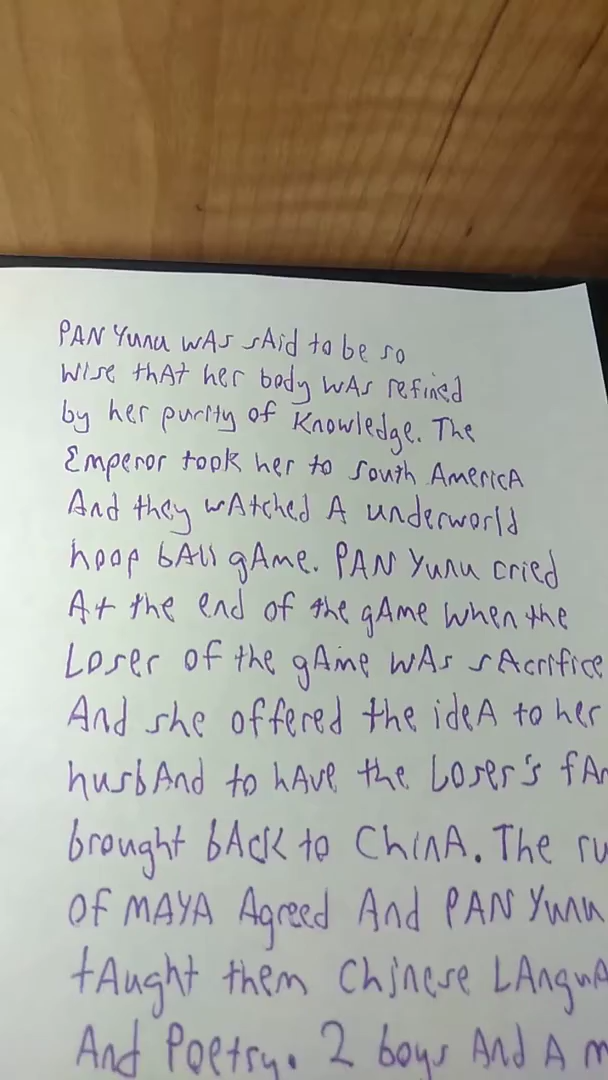 PAN Yunu wAs sAid to be so
wise thAt her body wAs refined
by her purity of Knowledge. The
Emperor took her to south AmericA
And they wAtched A underworld
hoop bAll gAme. PAN Yunu cried
At the end of the gAme when the
Loser of the gAme wAs sAcrifice
And she offered the ideA to her
husbAnd to hAve the Loser's fAm
brought bAck to ChinA. The ru
of MAYA Agreed And PAN Yunu
tAught them Chinese LAnguA
And Poetry. 2 boys And A m